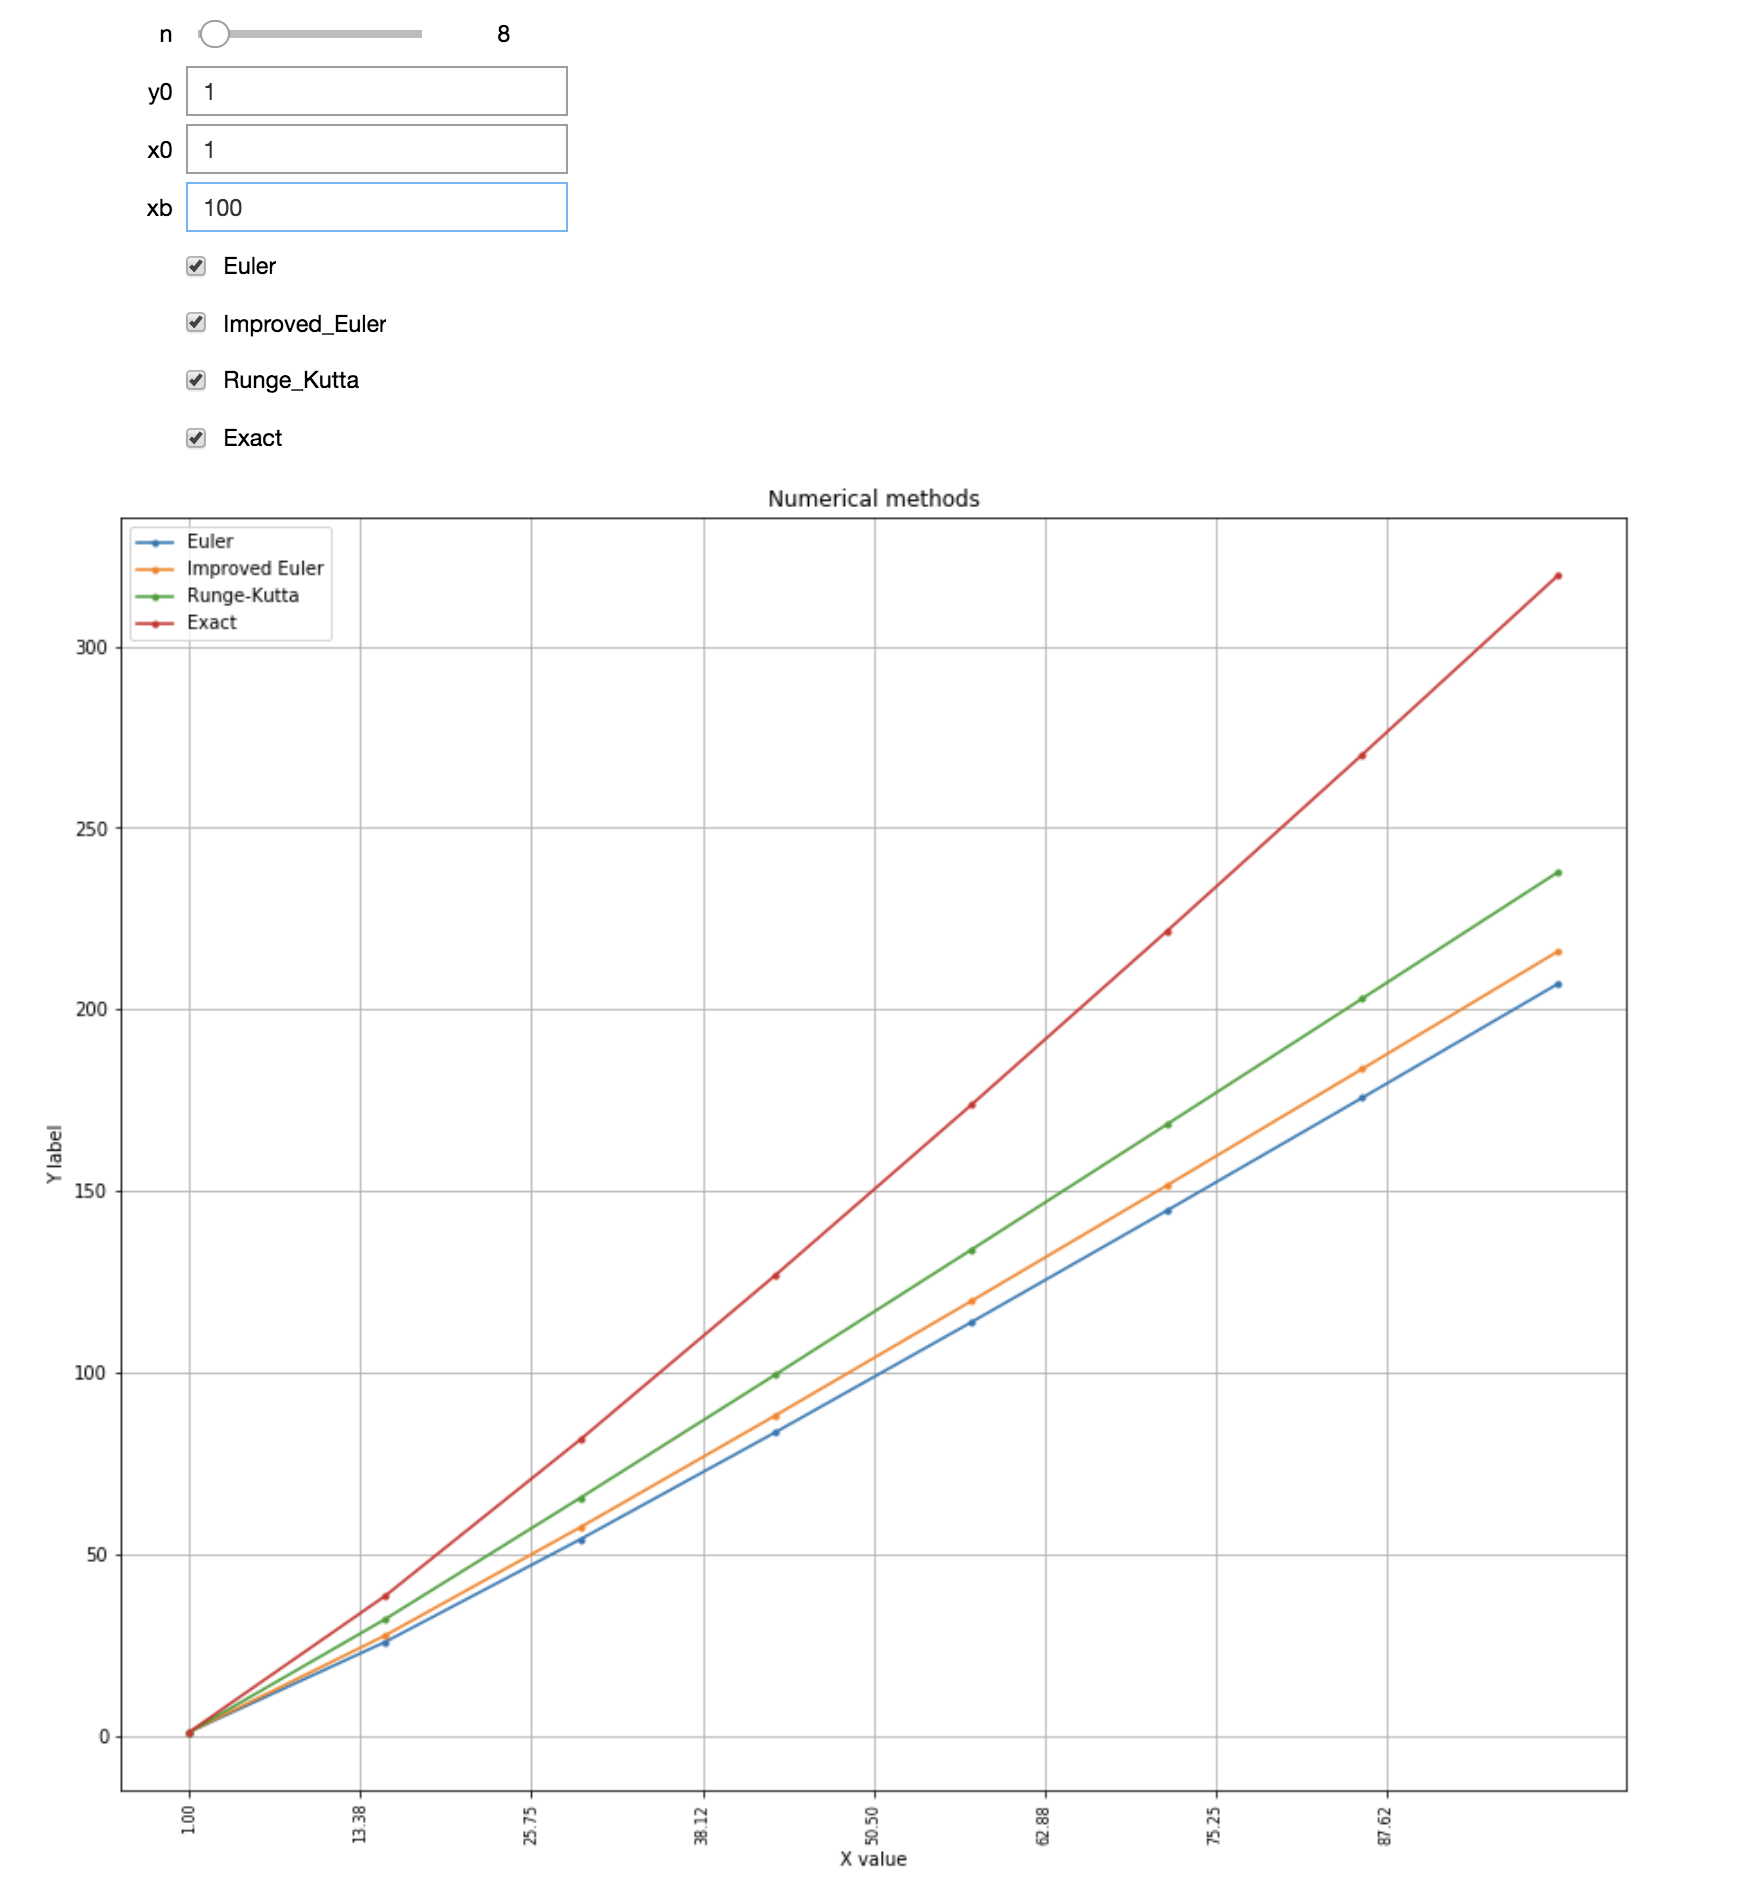 n 8
y0 1
x0 1
xb 100
Euler
Improved_Euler
Runge_Kutta
Exact
Numerical methods
Euler
Improved Euler
Runge-Kutta
Exact
300
250
200
150
100
50
0
Y label
1.00 13.38 25.75 38.12 50.50 62.88 75.25 87.62
X value